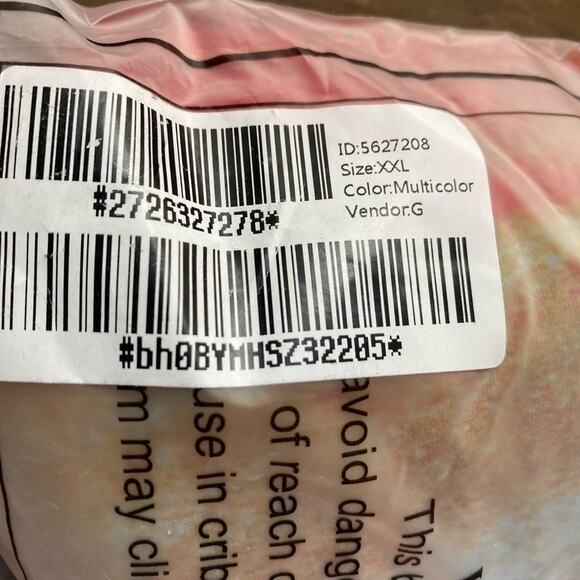 ID:5627208
Size:XXL
Color:Multicolor
Vendor:G
#2726327278*
#bh0BYMHSZ32205*
This
avoid dang
of reach
use in crib
m may cli